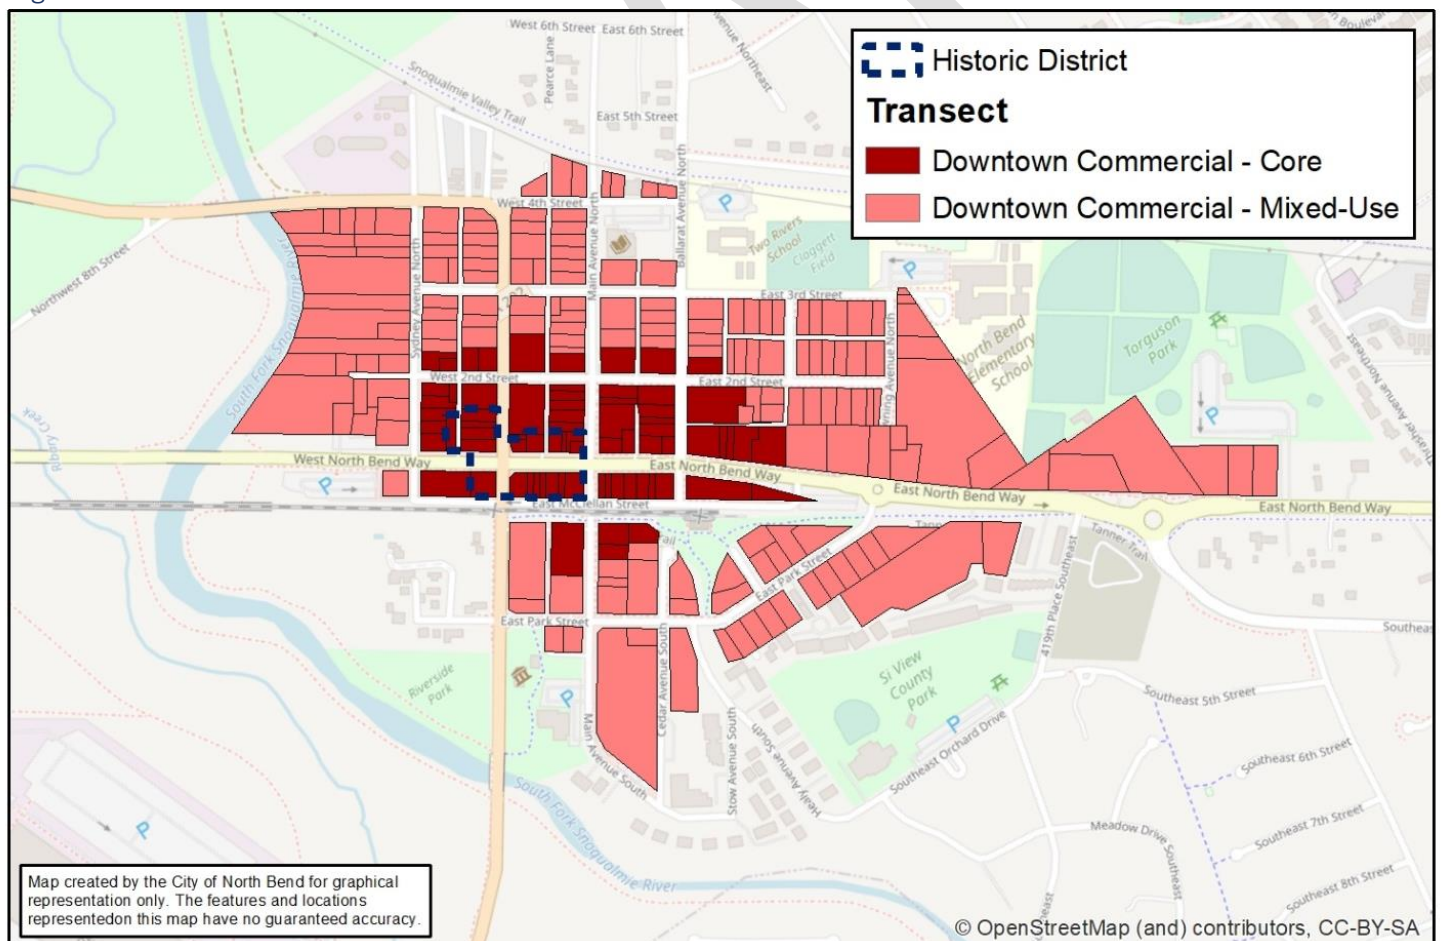 West 6th Street East 6th Street
Pearce Lane
Snoqualmie Valley Trail
East 5th Street
Ballarat Avenue North
Historic District
Transect
Downtown Commercial - Core
Downtown Commercial - Mixed-Use
West 4th Street
Main Avenue North
P
Two Rivers
School
Claggett
Field
P
Northwest 8th Street
Sydney Avenue North
East 3rd Street
South Fork Snoqualmie River
North Bend
Elementary
School
Torguson
Park
Thrasher Avenue Northeast
West 2nd Street
East 2nd Street
P
Ribary Creek
West North Bend Way
East North Bend Way
P
East North Bend Way
East North Bend Way
East McClellan Street
Tanner Trail
East Park Street
419th Place Southeast
East Park Street
Riverside
Park
P
Cedar Avenue South
Main Avenue South
Stow Avenue South
Healy Avenue South
Si View
County
Park
P
Southeast Orchard Drive
Southeast 5th Street
Southeast 6th Street
Southeast 7th Street
Meadow Drive Southeast
Southeast 8th Street
P
South Fork Snoqualmie River
Map created by the City of North Bend for graphical
representation only. The features and locations
representedon this map have no guaranteed accuracy.
© OpenStreetMap (and) contributors, CC-BY-SA